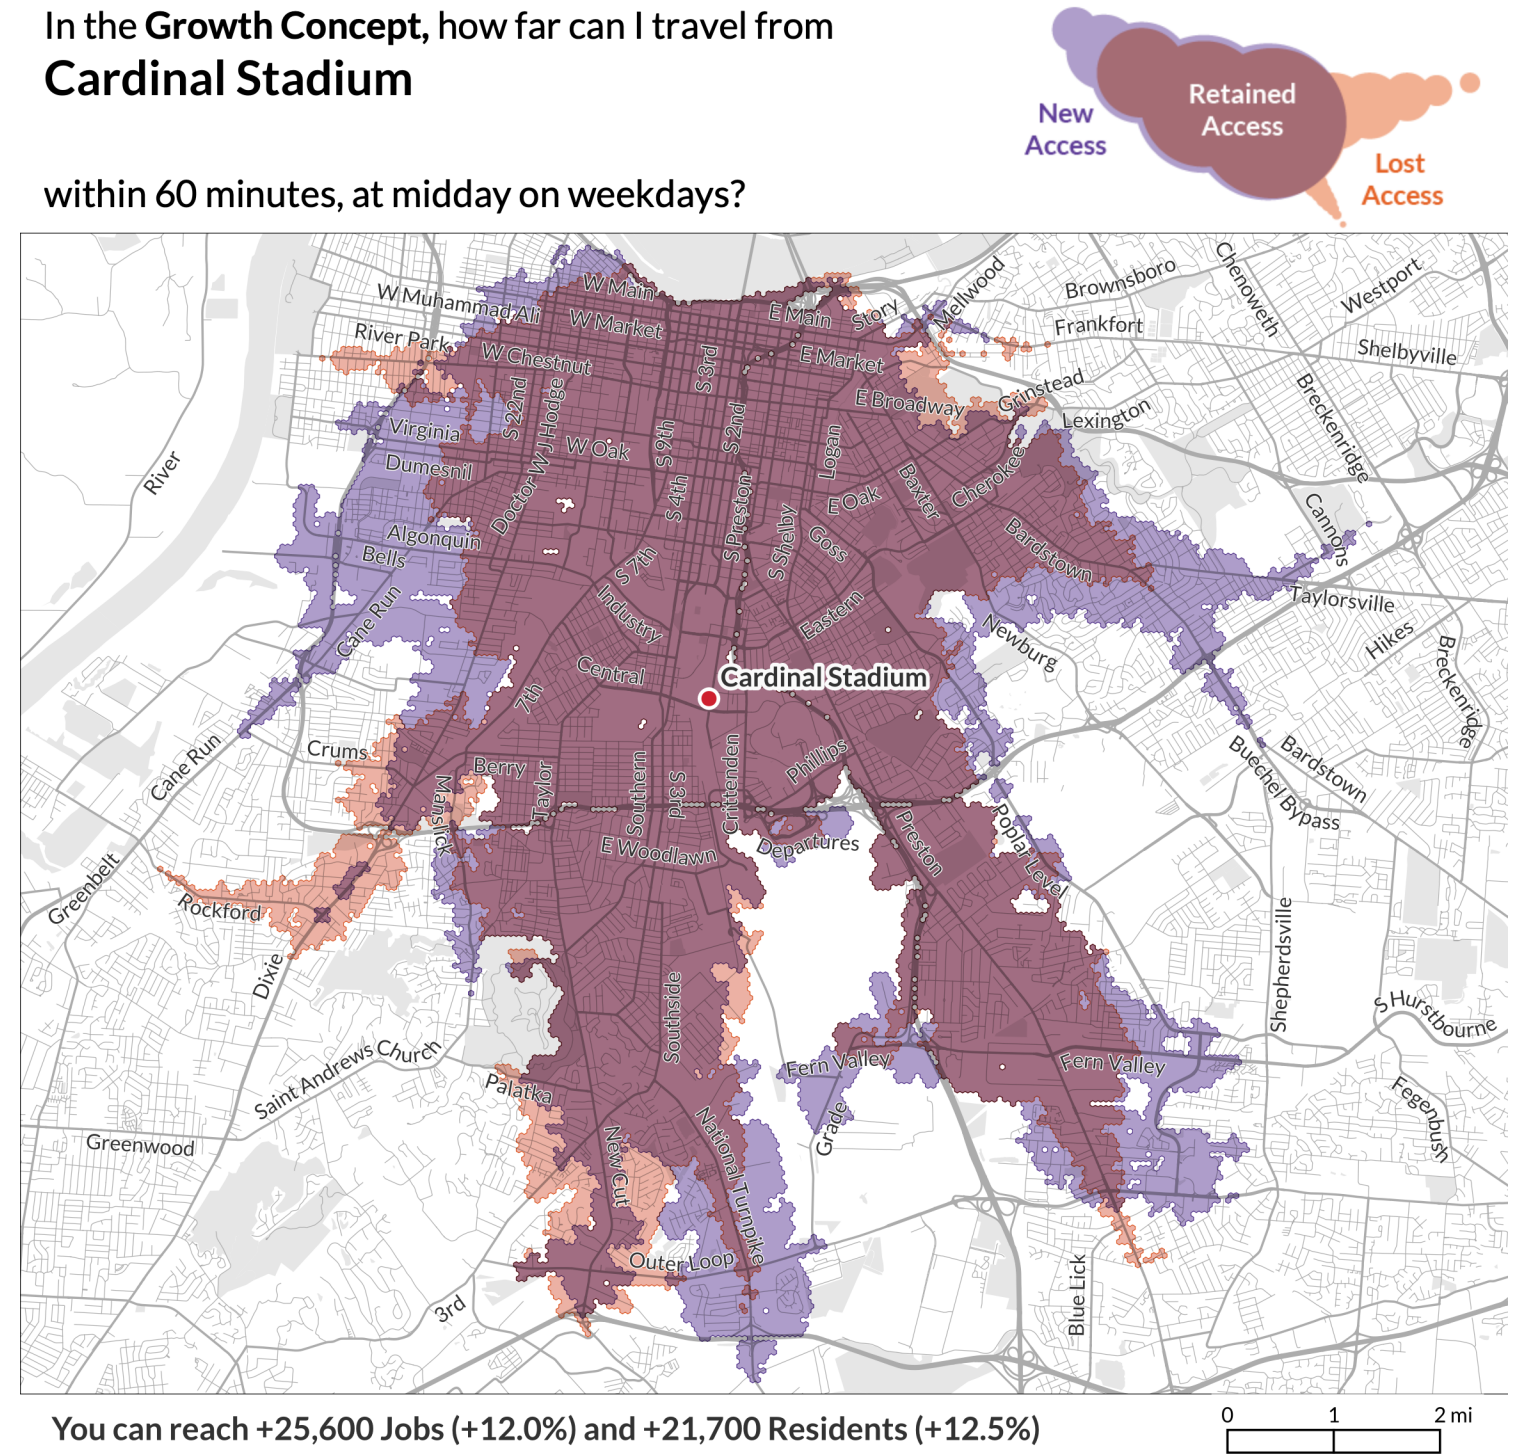 In the Growth Concept, how far can I travel from
Cardinal Stadium
within 60 minutes, at midday on weekdays?
New
Access
Retained
Access
Lost
Access
W Main
W Muhammad Ali
W Market
River Park
W Chestnut
E Main
Story
Mellwood
Brownsboro
Chenoweth
Westport
Frankfort
Shelbyville
E Market
S 3rd
Grinstead
E Broadway
Lexington
Breckenridge
S 22nd
Doctor W J Hodge
Virginia
W Oak
S 9th
S 2nd
Logan
River
Dumesnil
S 4th
E Oak
Baxter
Cherokee
Cannons
Algonquin
Bells
S Preston
S Shelby
Goss
Bardstown
S 7th
Industry
Cane Run
Eastern
Taylorsville
Newburg
Hikes
Breckenridge
Central
Cardinal Stadium
7th
Cane Run
Crums
Berry
Manslick
Taylor
Southern
S 3rd
Crittenden
Phillips
Buechel Bypass
Bardstown
E Woodlawn
Departures
Preston
Poplar Level
Greenbelt
Rockford
Dixie
Southside
Shepherdsville
S Hurstbourne
Saint Andrews Church
Palatka
Fern Valley
Fern Valley
Grade
Fegenbush
Greenwood
New Cut
National Turnpike
Outer Loop
Blue Lick
3rd
You can reach +25,600 Jobs (+12.0%) and +21,700 Residents (+12.5%)
0 1 2 mi